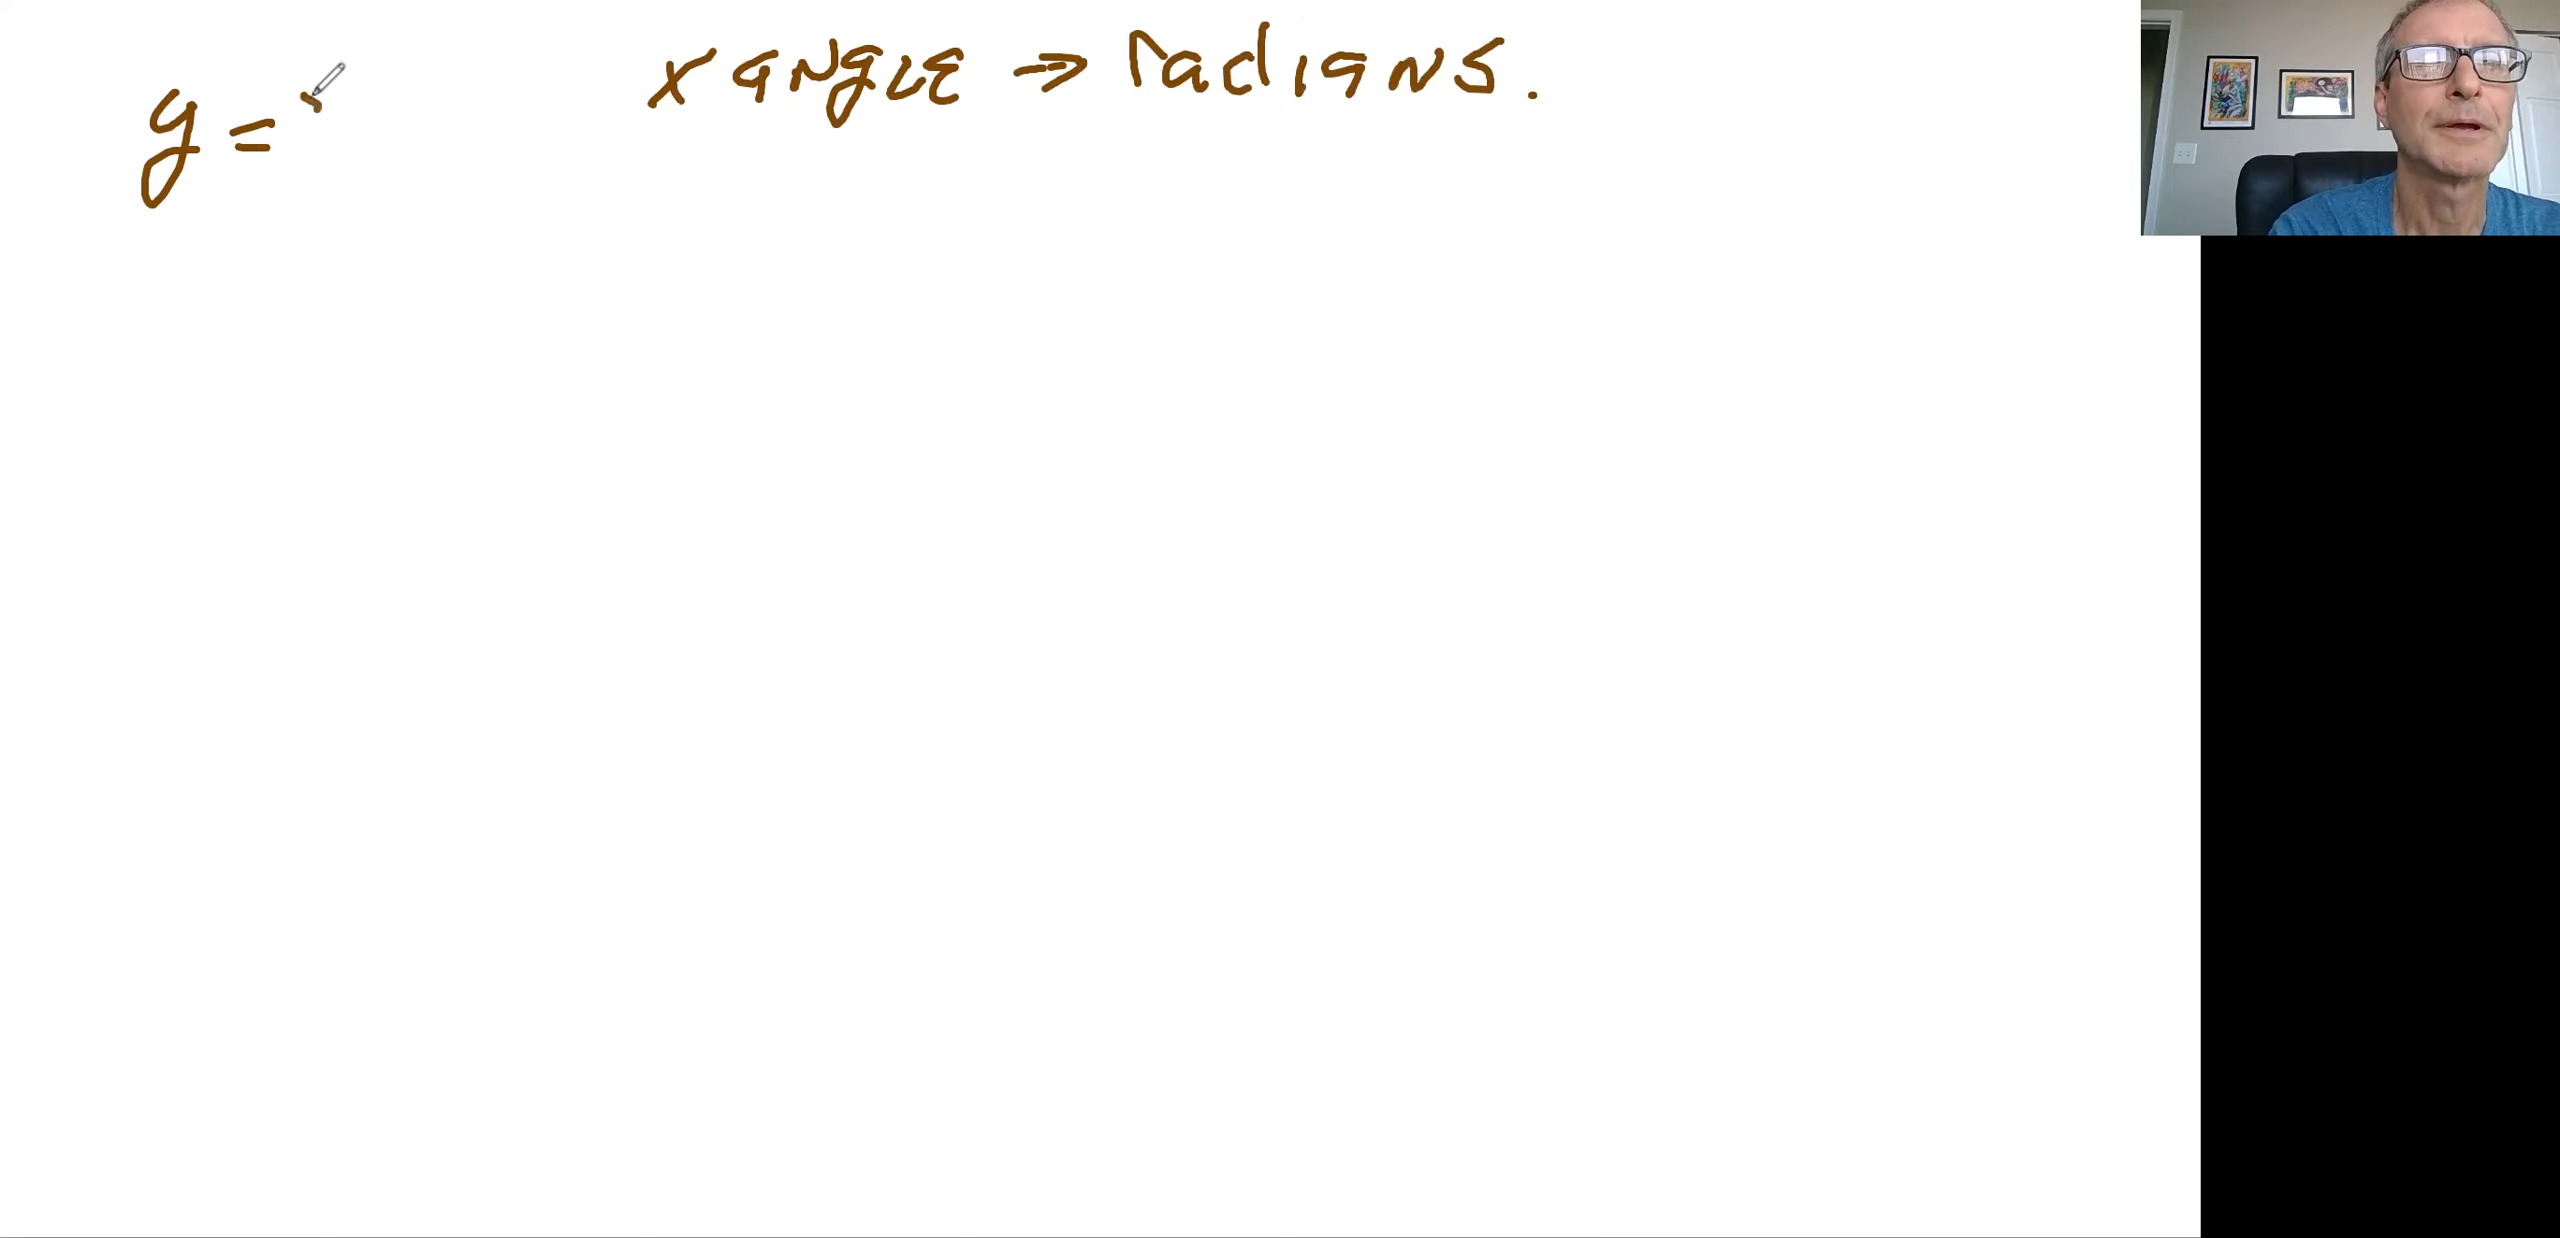 x angle → radians.
y =